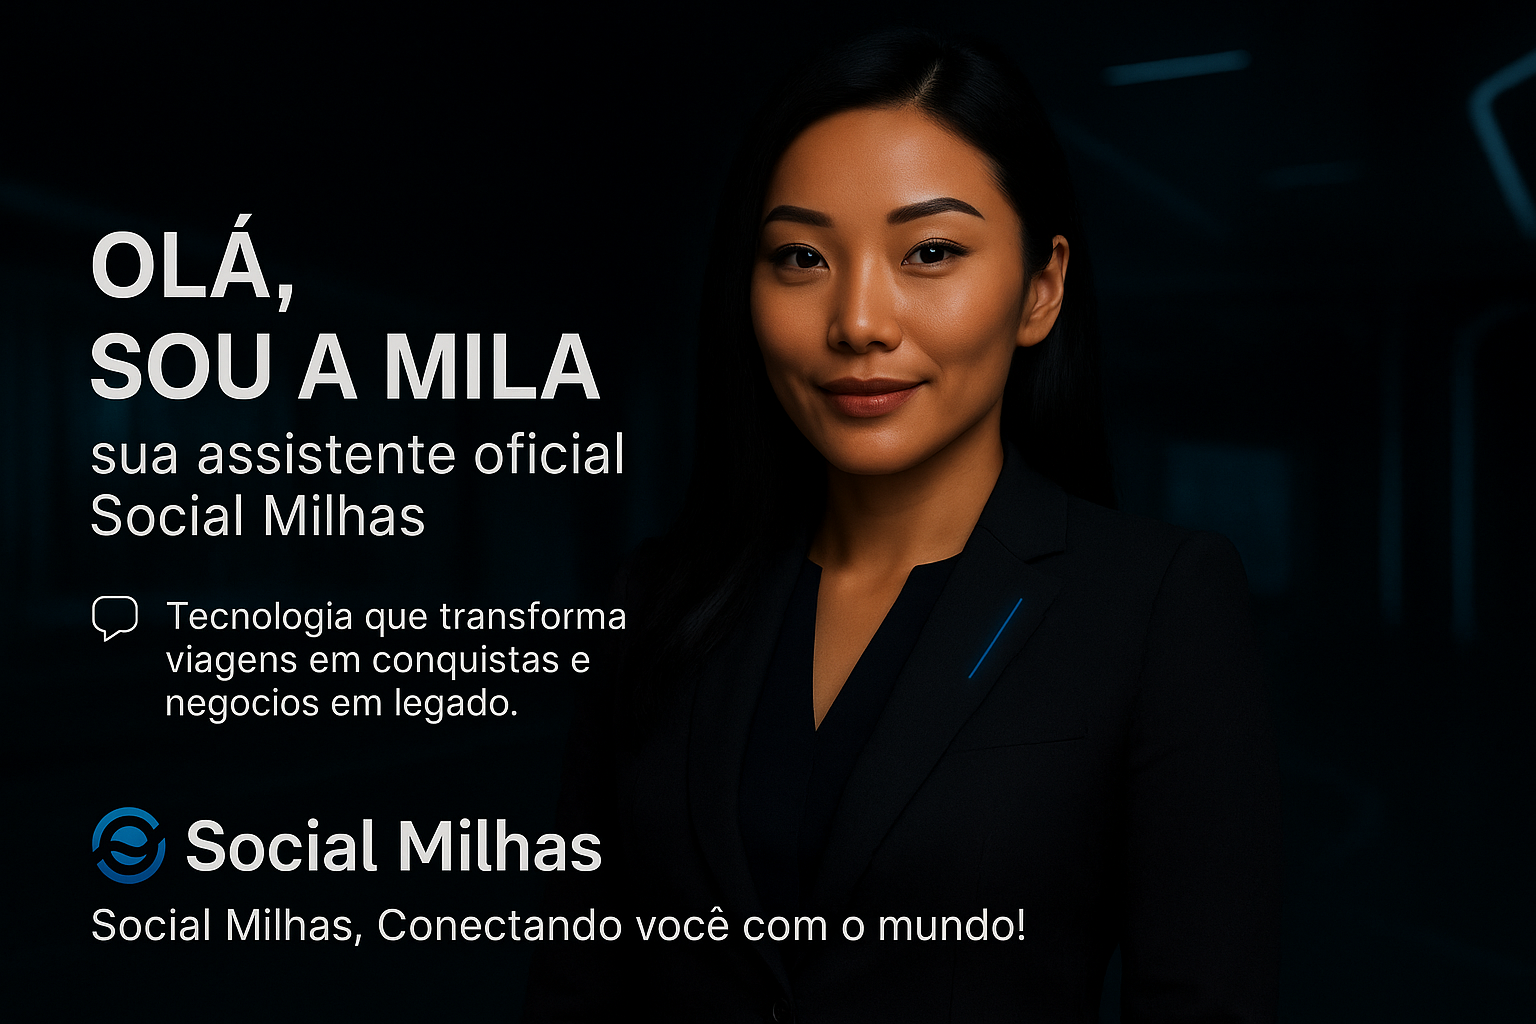 OLÁ,
SOU A MILA
sua assistente oficial
Social Milhas
Tecnologia que transforma
viagens em conquistas e
negocios em legado.
Social Milhas
Social Milhas, Conectando você com o mundo!